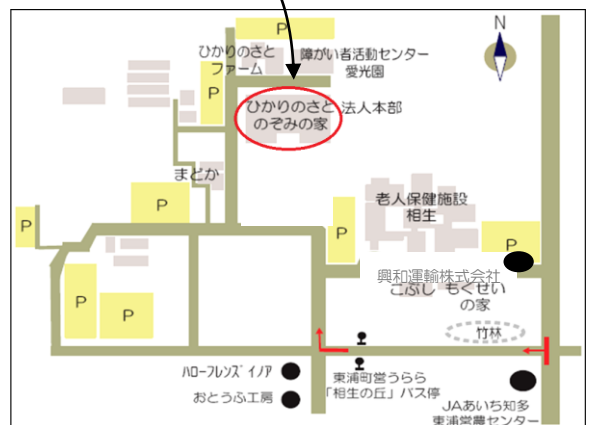 N
P
ひかりのさと
ファーム
障がい者活動センター
愛光園
P
ひかりのさと
のぞみの家
法人本部
まどか
P
老人保健施設
相生
P
P
P
興和運輸株式会社
こぶし もくせい
の家
P
P
竹林
ハローフレンズ イノア
おとうふ工房
東浦町営うらら
「相生の丘」バス停
JAあいち知多
東浦営農センター